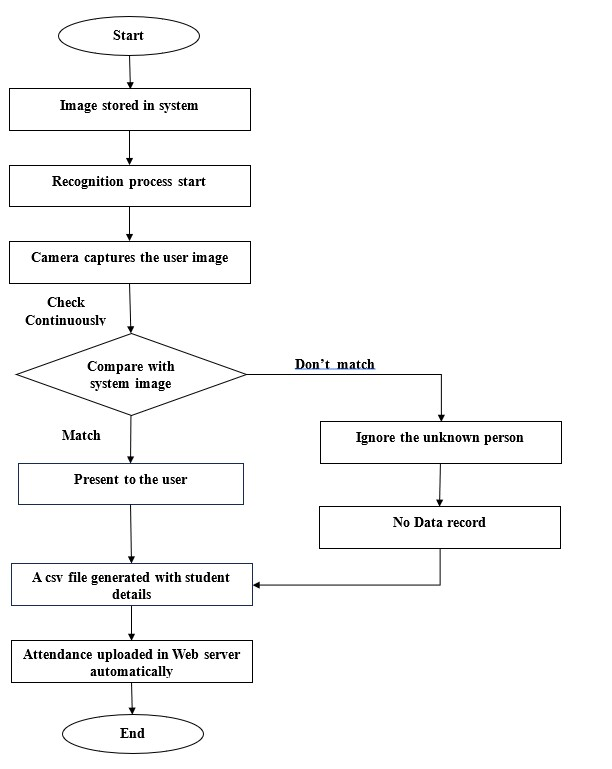 Start
Image stored in system
Recognition process start
Camera captures the user image
Check
Continuously
Compare with
system image
Don't match
Match
Ignore the unknown person
Present to the user
No Data record
A csv file generated with student
details
Attendance uploaded in Web server
automatically
End